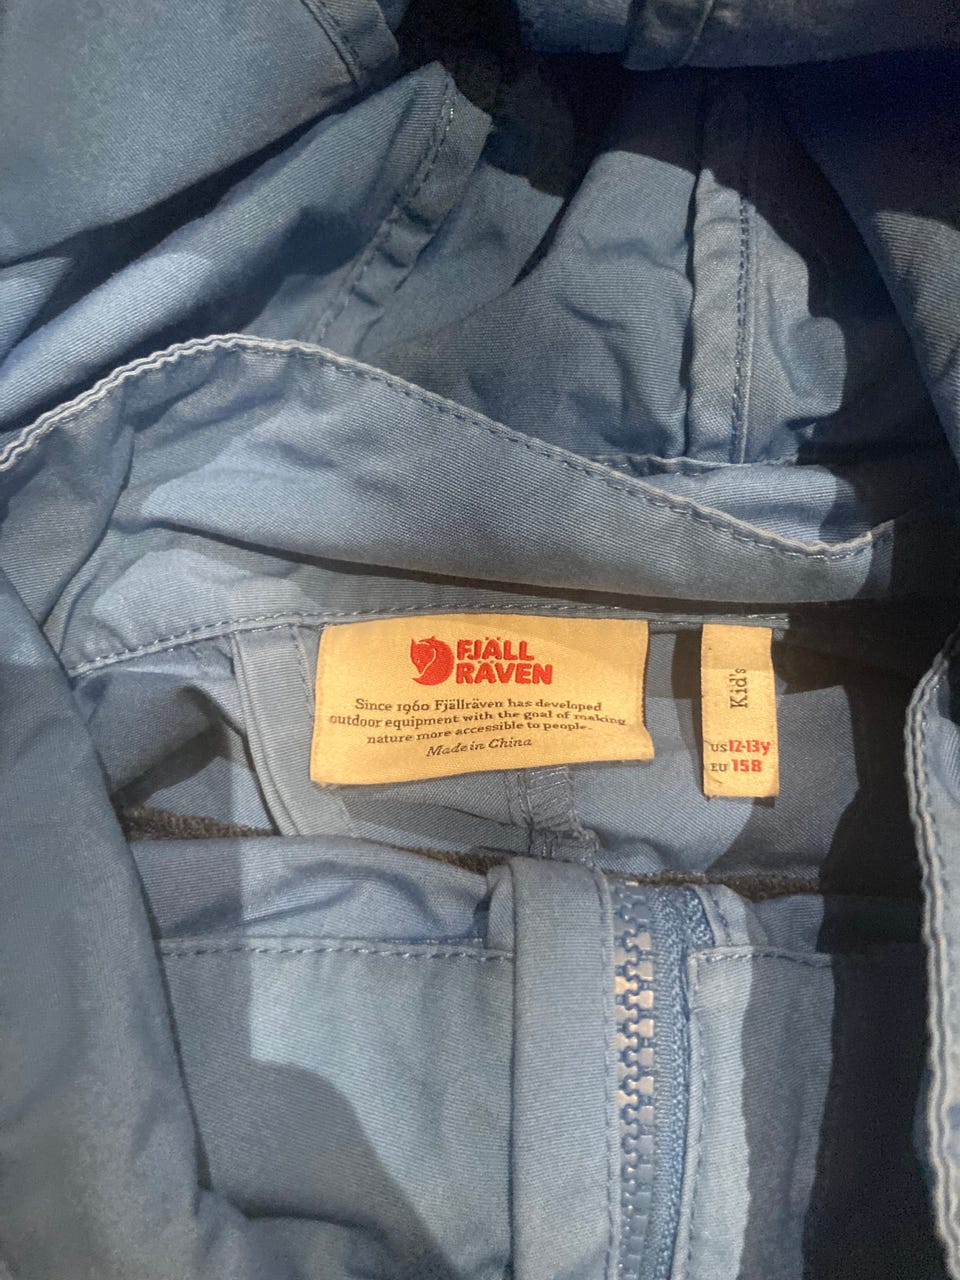 FJÄLL
RÄVEN
Since 1960 Fjällräven has developed
outdoor equipment with the goal of making
nature more accessible to people.
Made in China
Kid's
US 12-13y
EU 158